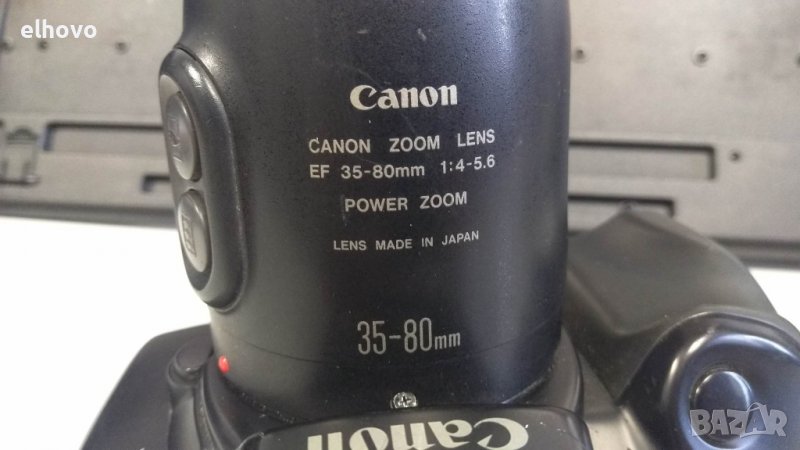 elhovo
Canon
CANON ZOOM LENS
EF 35-80mm 1:4-5.6
POWER ZOOM
LENS MADE IN JAPAN
35-80mm
Canon
BAZAR